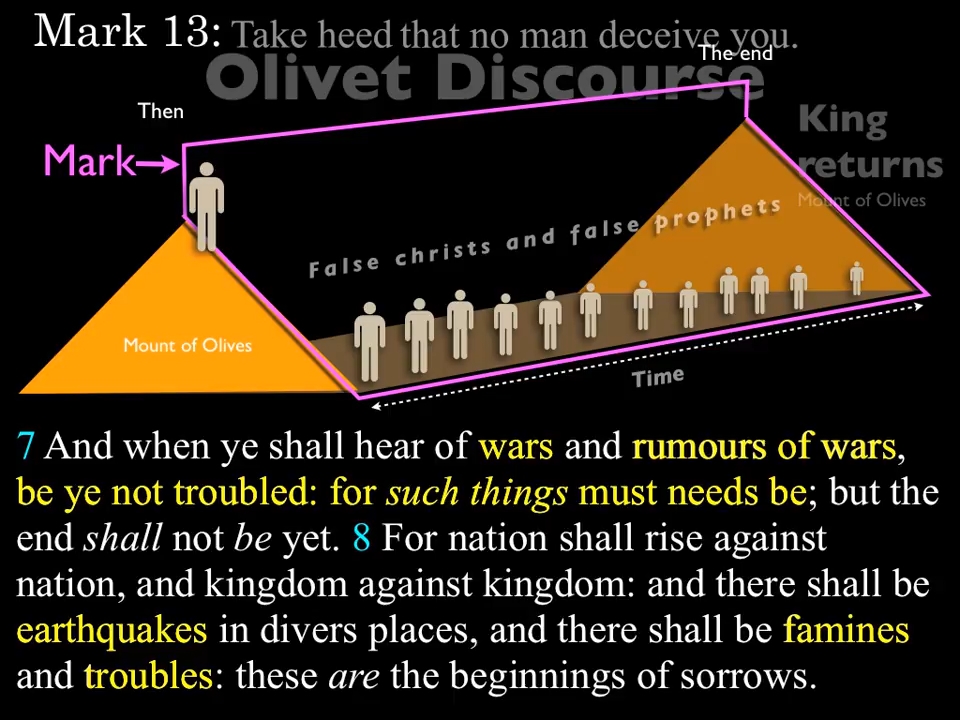 Mark 13: Take heed that no man deceive you.
The end
Olivet Discourse
Then
King
returns
Mount of Olives
Mark
False christs and false prophets
Mount of Olives
Time
7 And when ye shall hear of wars and rumours of wars,
be ye not troubled: for such things must needs be; but the
end shall not be yet. 8 For nation shall rise against
nation, and kingdom against kingdom: and there shall be
earthquakes in divers places, and there shall be famines
and troubles: these are the beginnings of sorrows.